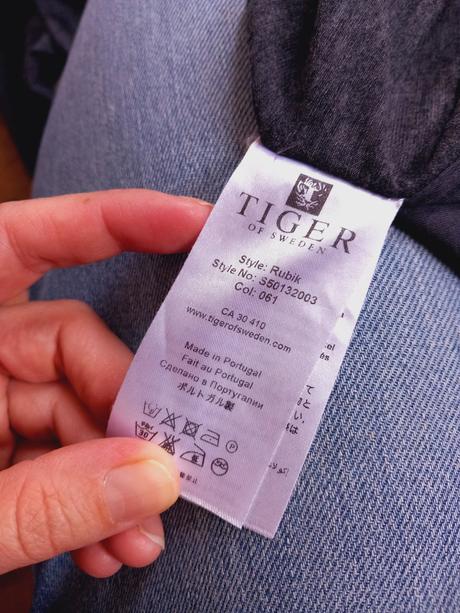 TIGER
OF SWEDEN
Style: Rubik
Style No: S50132003
Col: 061
CA 30 410
www.tigerofsweden.com
Made in Portugal
Fait au Portugal
Сделано в Португалии
ポルトガル製
P
30